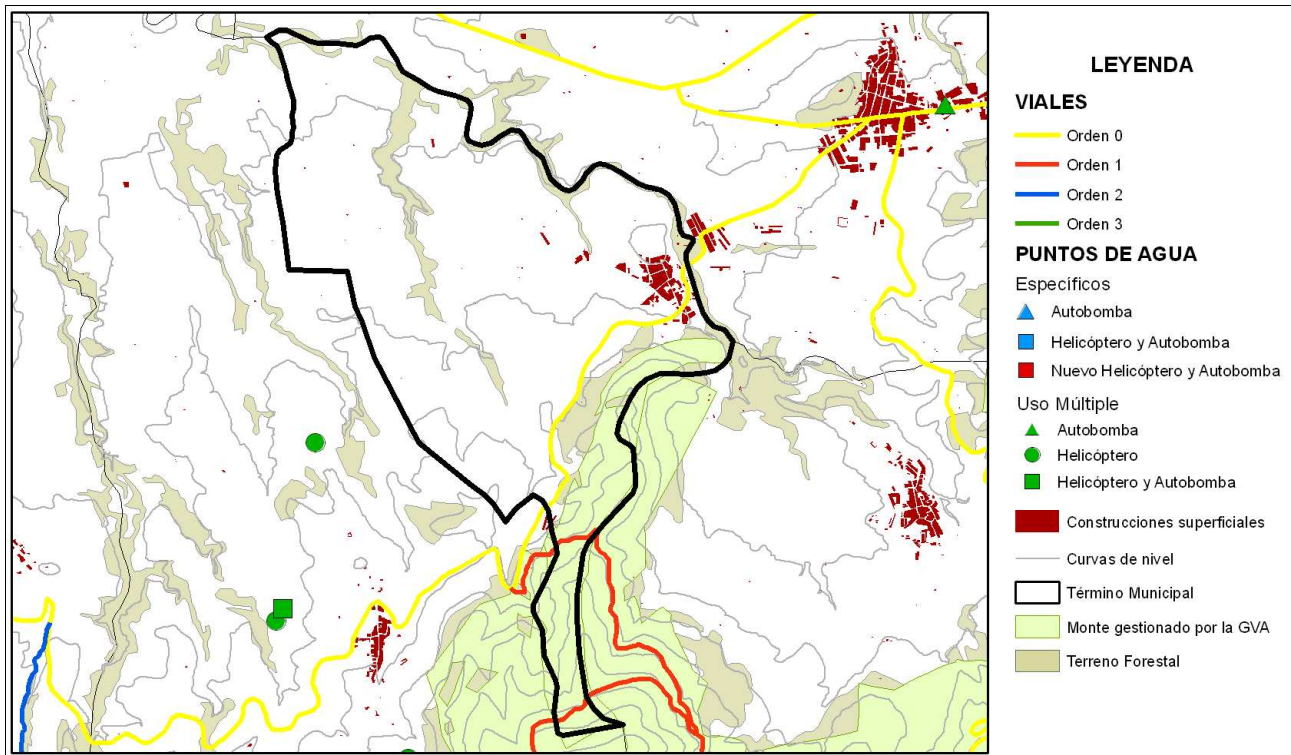 LEYENDA
VIALES
Orden 0
Orden 1
Orden 2
Orden 3
PUNTOS DE AGUA
Específicos
Autobomba
Helicóptero y Autobomba
Nuevo Helicóptero y Autobomba
Uso Múltiple
Autobomba
Helicóptero
Helicóptero y Autobomba
Construcciones superficiales
Curvas de nivel
Término Municipal
Monte gestionado por la GVA
Terreno Forestal